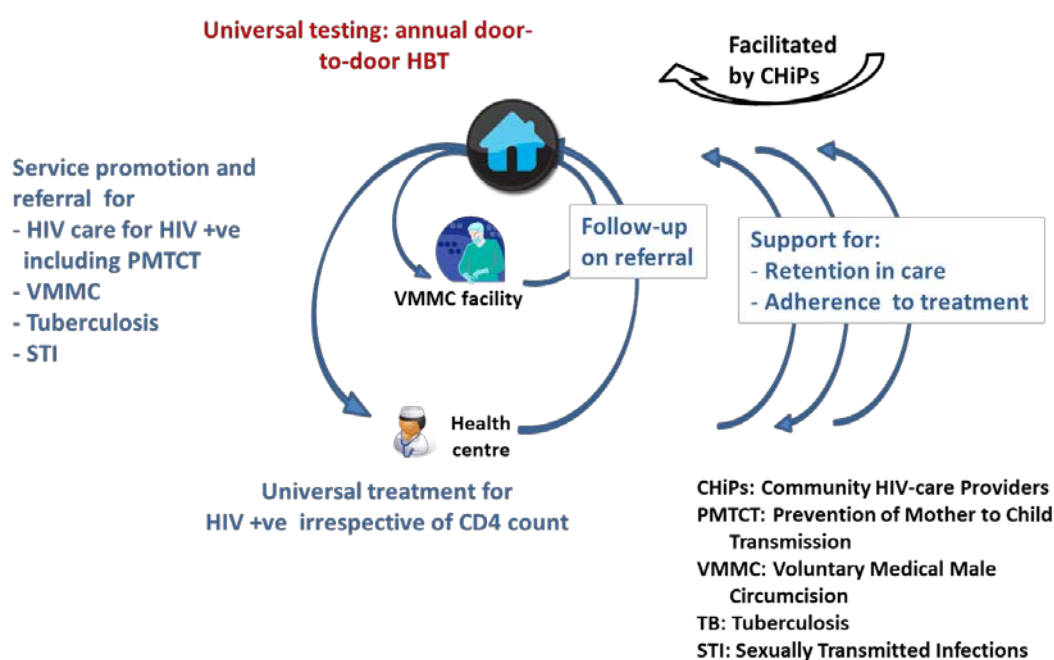 Universal testing: annual door-
to-door HBT
Facilitated
by CHiPs
Service promotion and
referral for
- HIV care for HIV +ve
including PMTCT
- VMMC
- Tuberculosis
- STI
VMMC facility
Follow-up
on referral
Support for:
- Retention in care
- Adherence to treatment
Health
centre
Universal treatment for
HIV +ve irrespective of CD4 count
CHiPs: Community HIV-care Providers
PMTCT: Prevention of Mother to Child
Transmission
VMMC: Voluntary Medical Male
Circumcision
TB: Tuberculosis
STI: Sexually Transmitted Infections